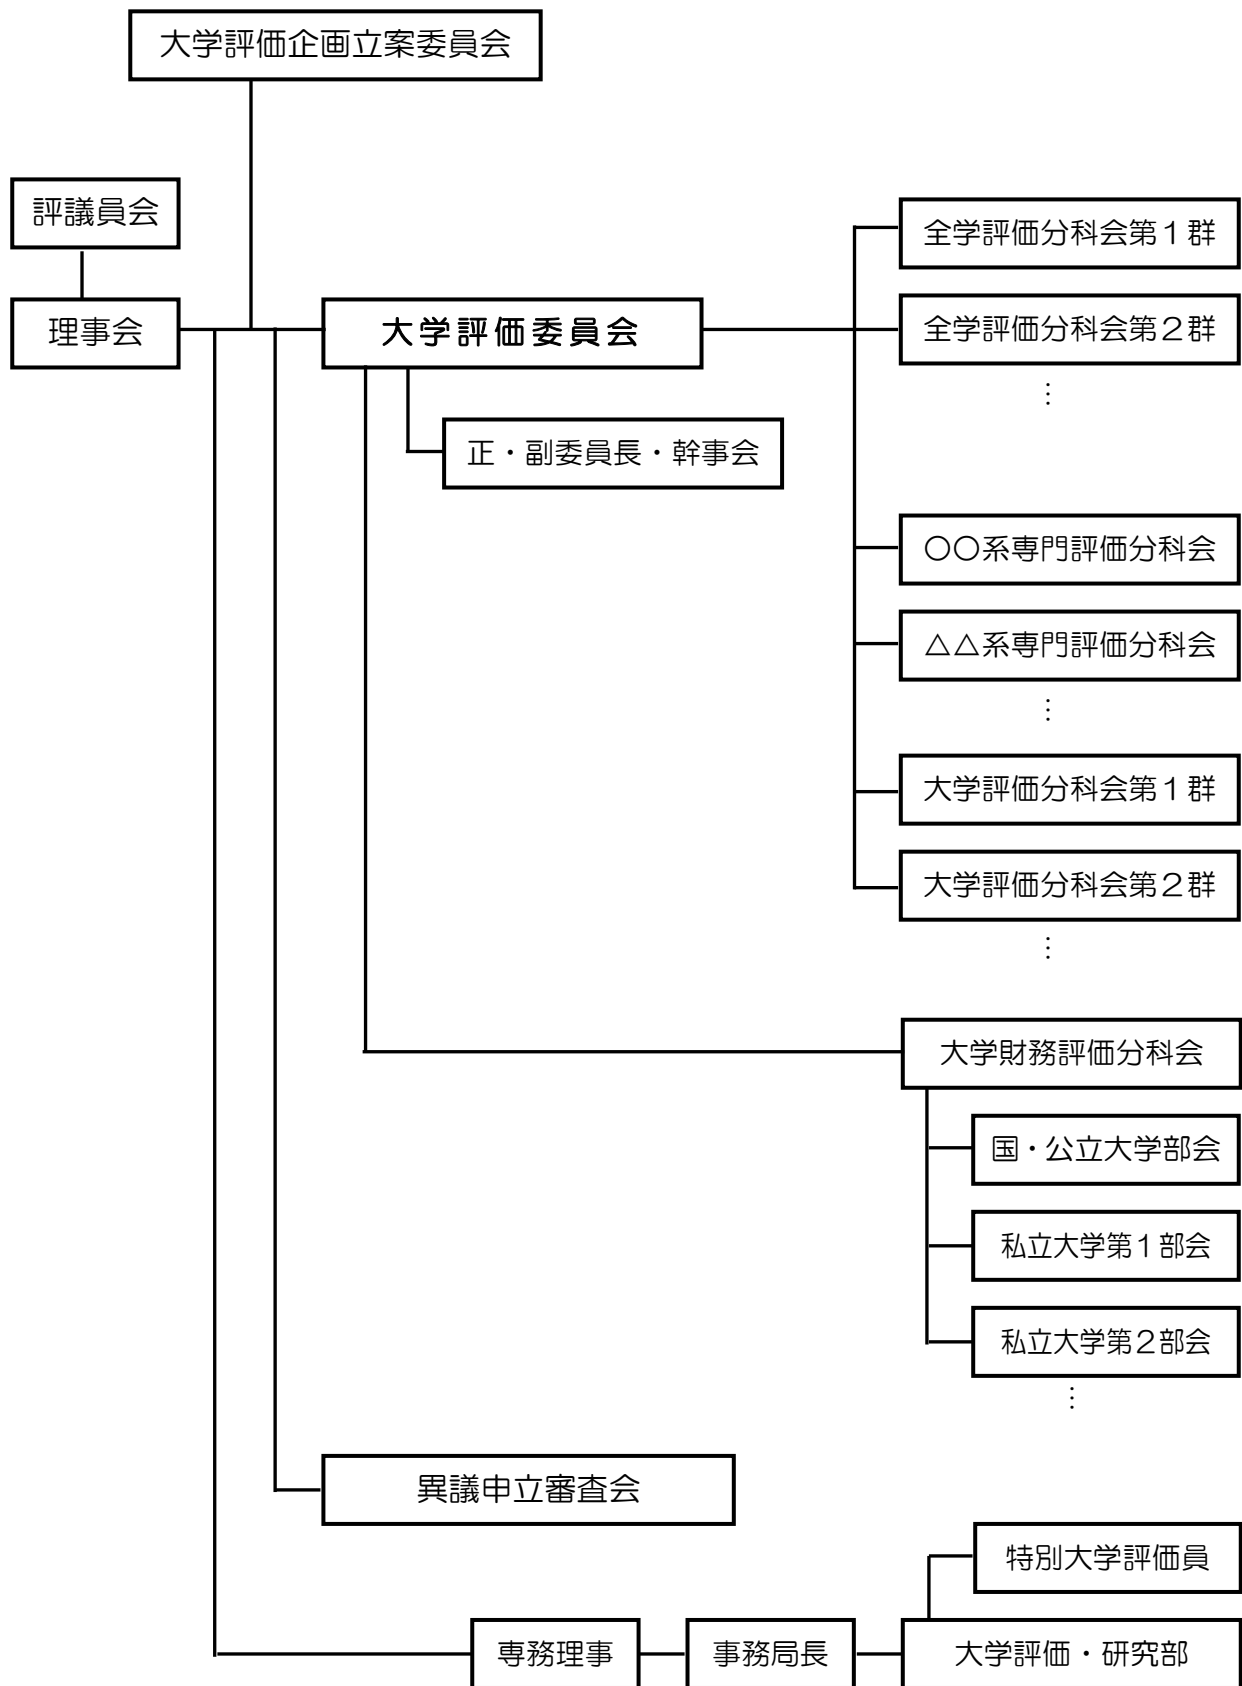 大学評価企画立案委員会
評議員会
理事会
大学評価委員会
正・副委員長・幹事会
全学評価分科会第１群
全学評価分科会第２群
⋮
〇〇系専門評価分科会
△△系専門評価分科会
⋮
大学評価分科会第１群
大学評価分科会第２群
⋮
大学財務評価分科会
国・公立大学部会
私立大学第１部会
私立大学第２部会
⋮
異議申立審査会
特別大学評価員
専務理事
事務局長
大学評価・研究部